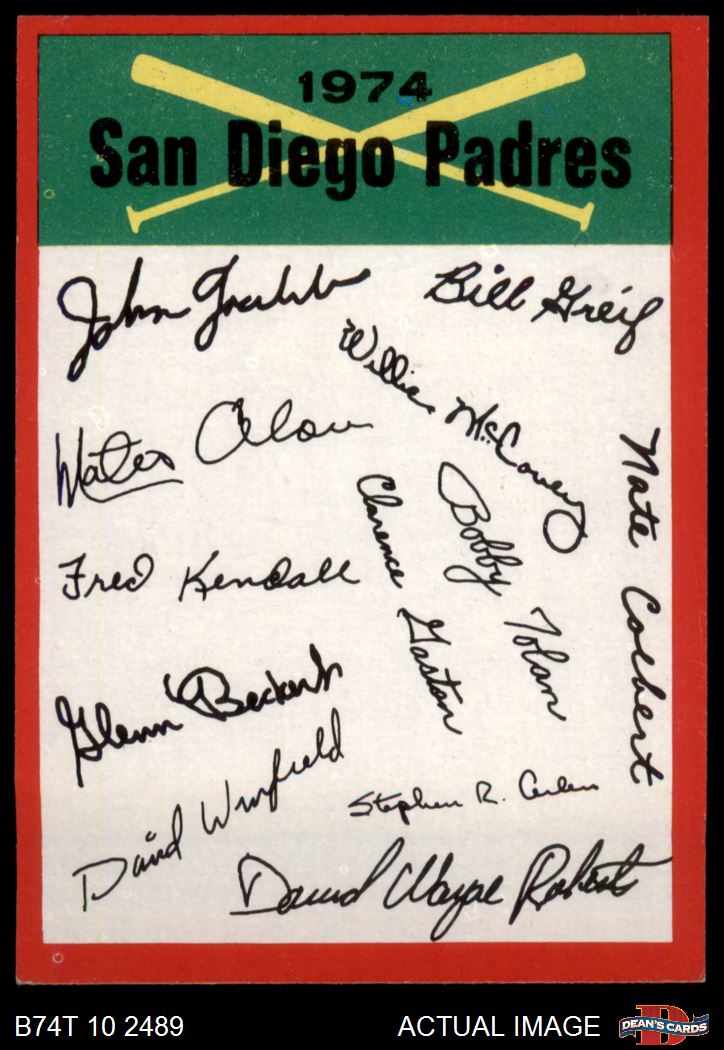 1974
San Diego Padres
John Grubb
Bill Greif
Willie McCovey
Mateo Alou
Nate Colbert
Clarence Gaston
Bobby Tolan
Fred Kendall
Glenn Beckert
David Winfield
Stephen R. Arlin
David Wayne Roberts
B74T 10 2489
ACTUAL IMAGE
DEAN'S CARDS